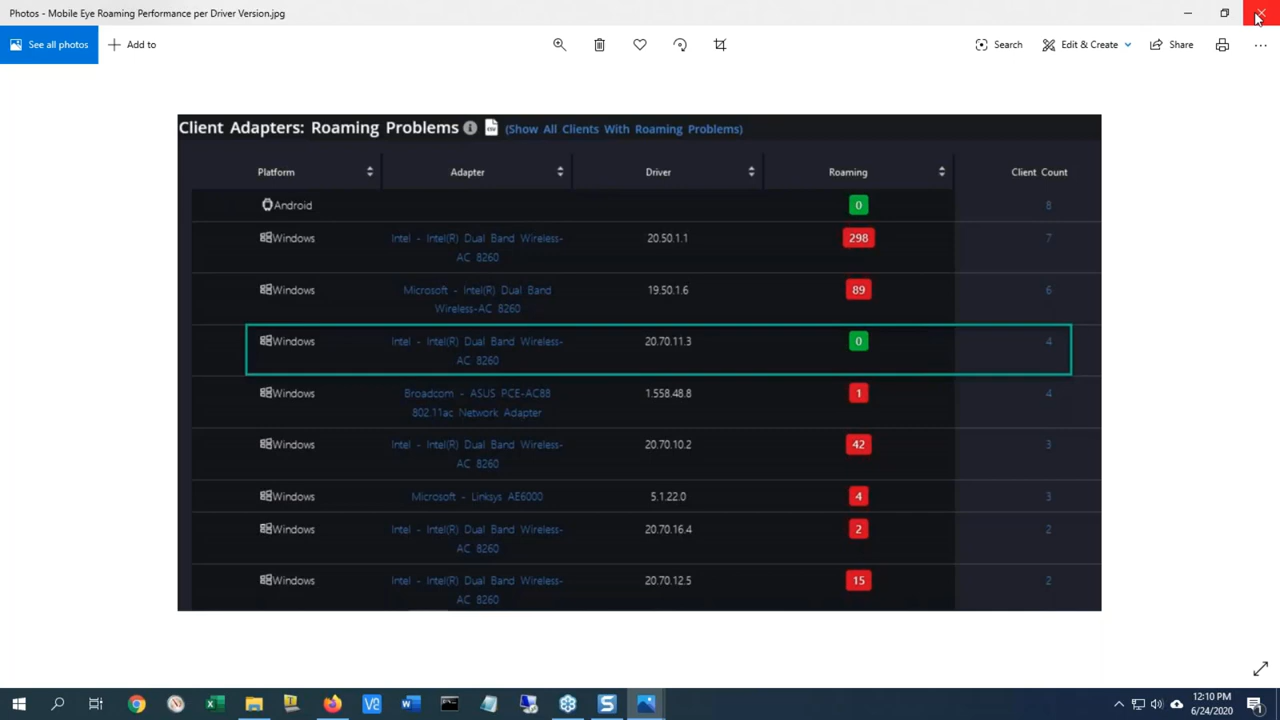 Photos - Mobile Eye Roaming Performance per Driver Version.jpg
See all photos
Add to
Search
Edit & Create
Share
Client Adapters: Roaming Problems
CSV
(Show All Clients With Roaming Problems)
Platform Adapter Driver Roaming Client Count
Android 0 8
Windows Intel - Intel(R) Dual Band Wireless- 20.50.1.1 298 7
AC 8260
Windows Microsoft - Intel(R) Dual Band 19.50.1.6 89 6
Wireless-AC 8260
Windows Intel - Intel(R) Dual Band Wireless- 20.70.11.3 0 4
AC 8260
Windows Broadcom - ASUS PCE-AC88 1.558.48.8 1 4
802.11ac Network Adapter
Windows Intel - Intel(R) Dual Band Wireless- 20.70.10.2 42 3
AC 8260
Windows Microsoft - Linksys AE6000 5.1.22.0 4 3
Windows Intel - Intel(R) Dual Band Wireless- 20.70.16.4 2 2
AC 8260
Windows Intel - Intel(R) Dual Band Wireless- 20.70.12.5 15 2
AC 8260
12:10 PM
6/24/2020